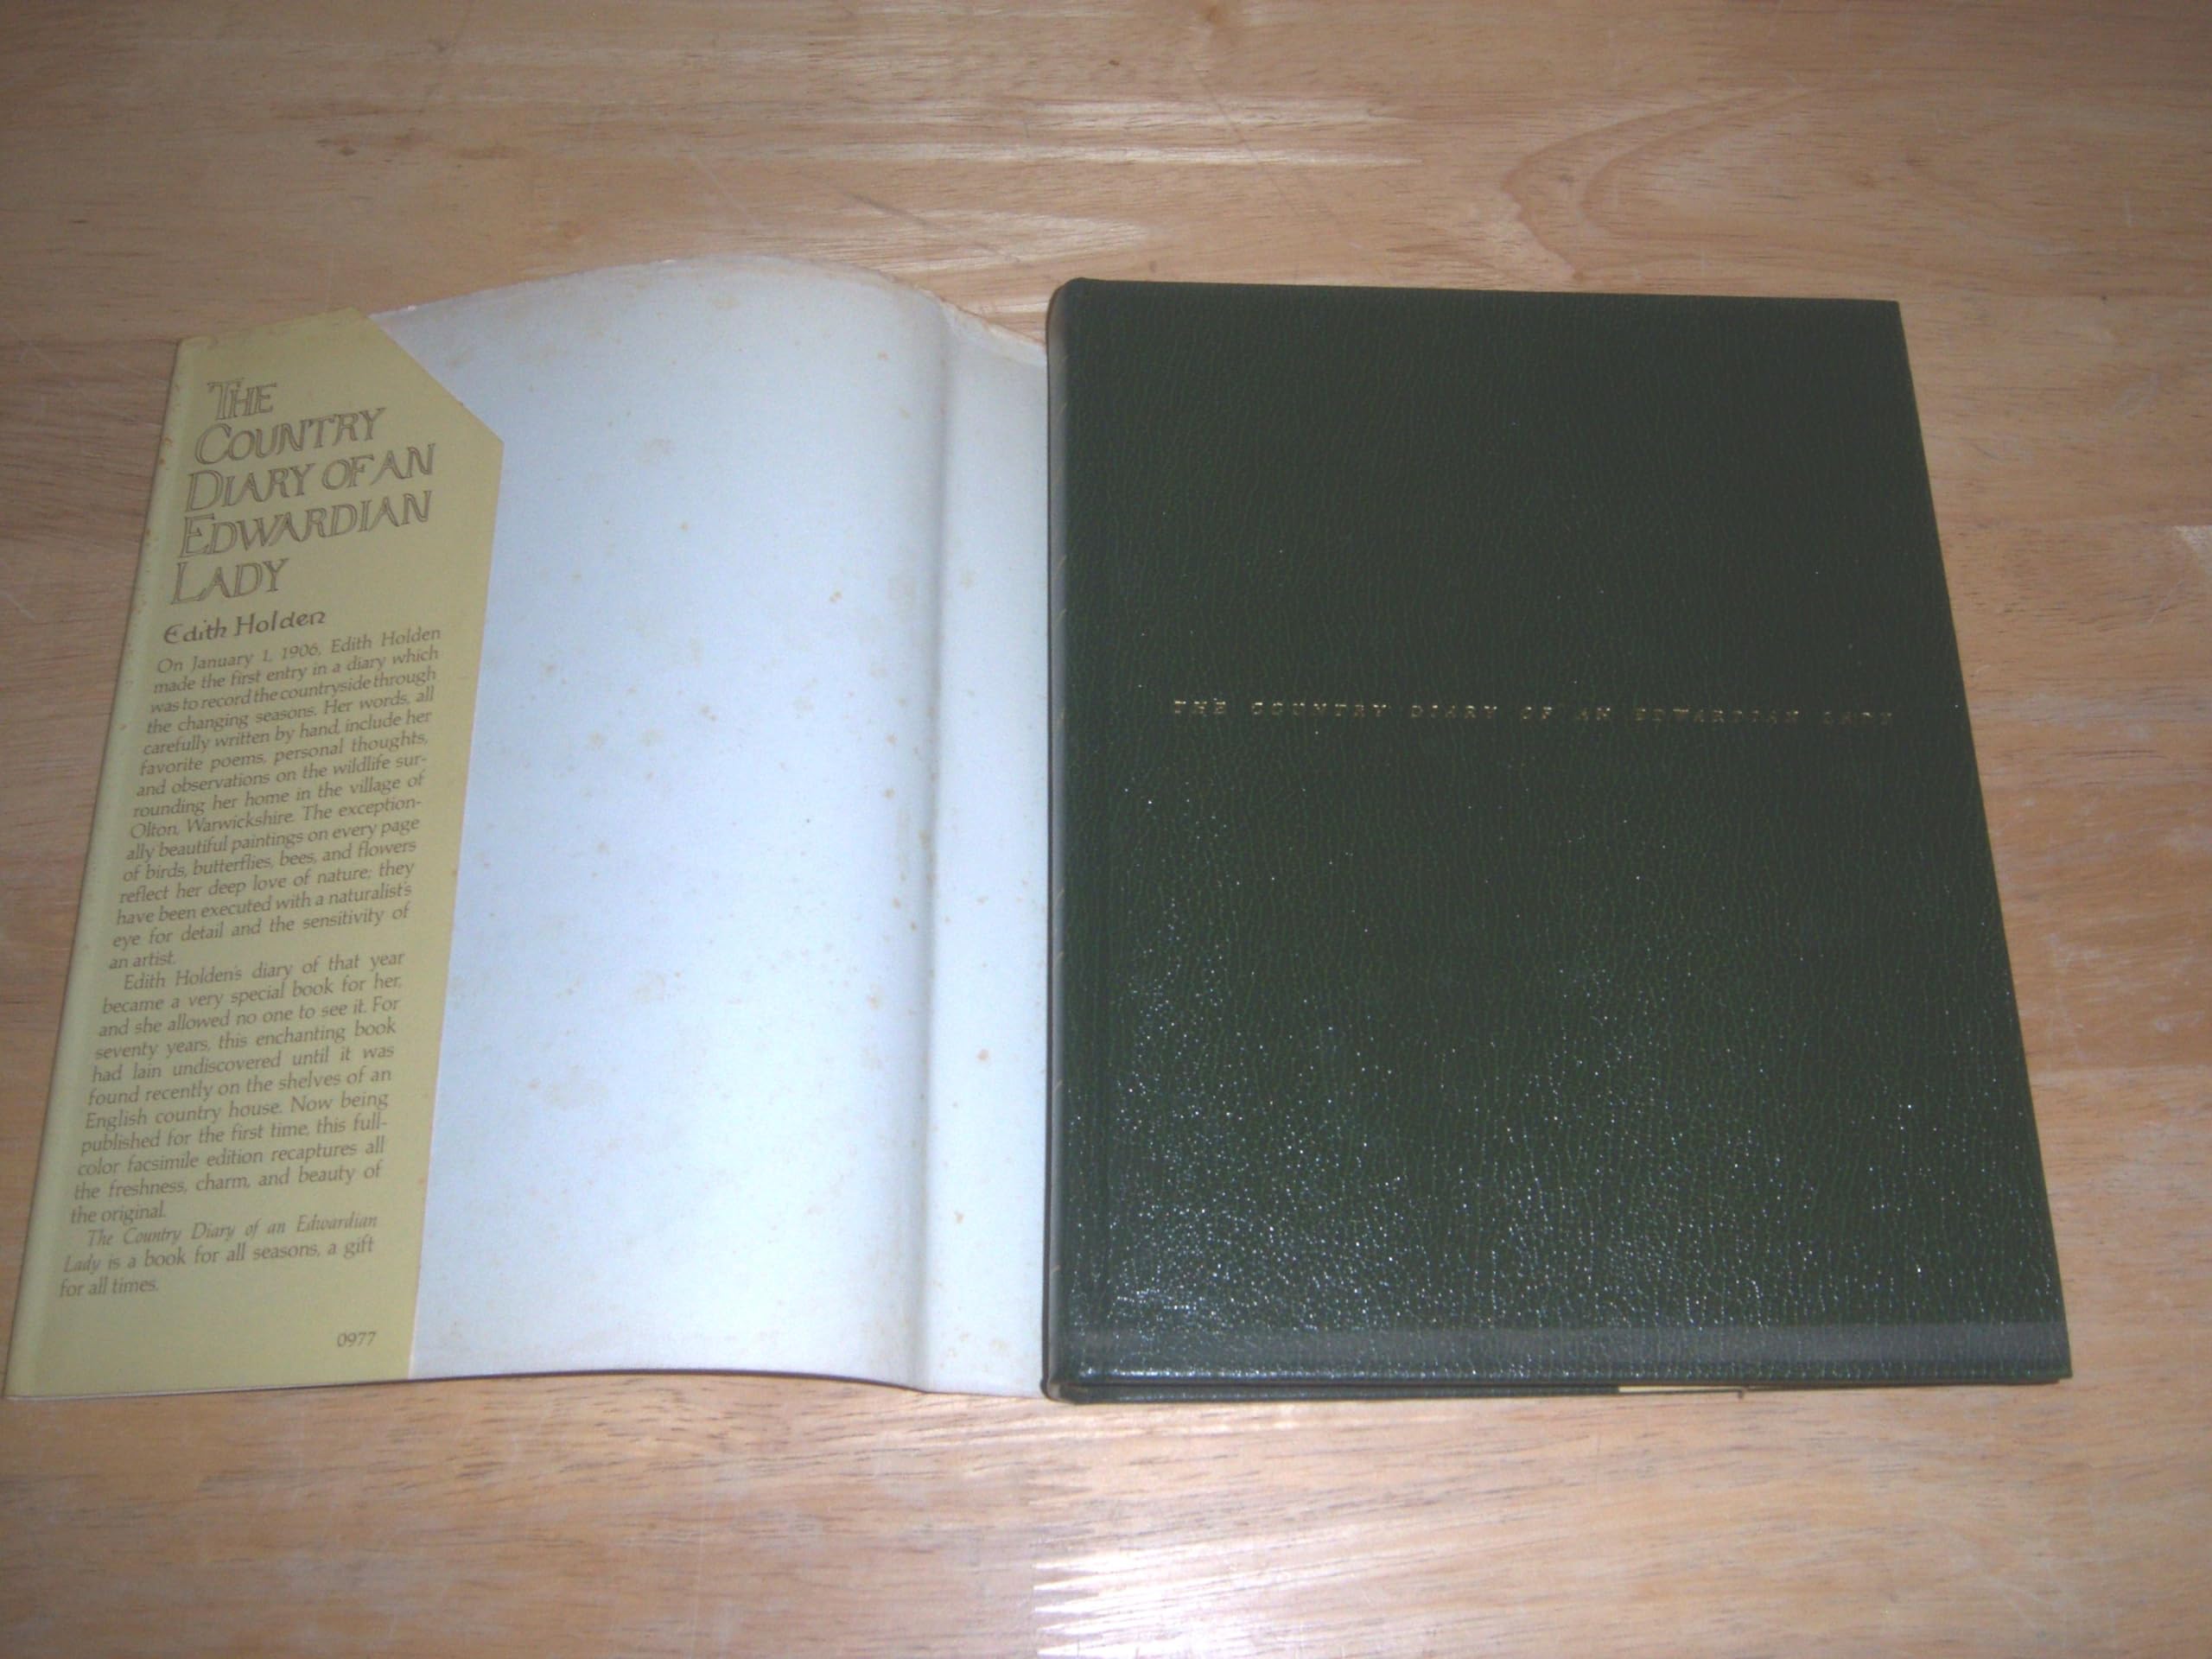 THE
COUNTRY
DIARY OF AN
EDWARDIAN
LADY
Edith Holden
On January 1, 1906, Edith Holden
made the first entry in a diary which
was to record the countryside through
the changing seasons. Her words, all
carefully written by hand, include her
favorite poems, personal thoughts,
and observations on the wildlife sur-
rounding her home in the village of
Olton, Warwickshire. The exception-
ally beautiful paintings on every page
of birds, butterflies, bees, and flowers
reflect her deep love of nature; they
have been executed with a naturalist's
eye for detail and the sensitivity of
an artist.
Edith Holden's diary of that year
became a very special book for her,
and she allowed no one to see it. For
seventy years, this enchanting book
had lain undiscovered until it was
found recently on the shelves of an
English country house. Now being
published for the first time, this full-
color facsimile edition recaptures all
the freshness, charm, and beauty of
the original.
The Country Diary of an Edwardian
Lady is a book for all seasons, a gift
for all times.
0977
THE COUNTRY DIARY OF AN EDWARDIAN LADY